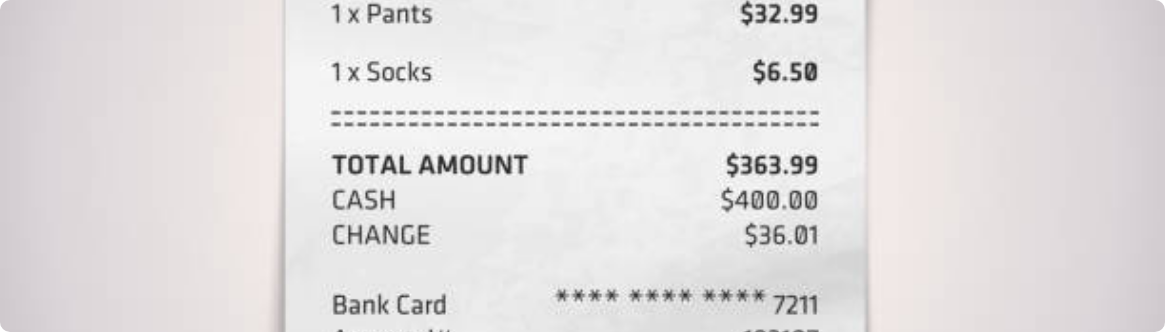 1 x Pants $32.99
1 x Socks $6.50
========================================
TOTAL AMOUNT $363.99
CASH $400.00
CHANGE $36.01
Bank Card **** **** **** 7211